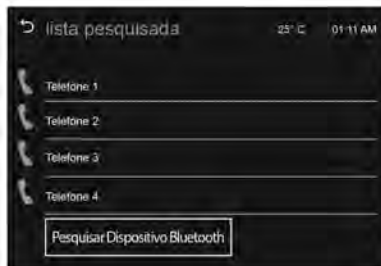 lista pesquisada 25° C 01:11 AM
Telefone 1
Telefone 2
Telefone 3
Telefone 4
Pesquisar Dispositivo Bluetooth